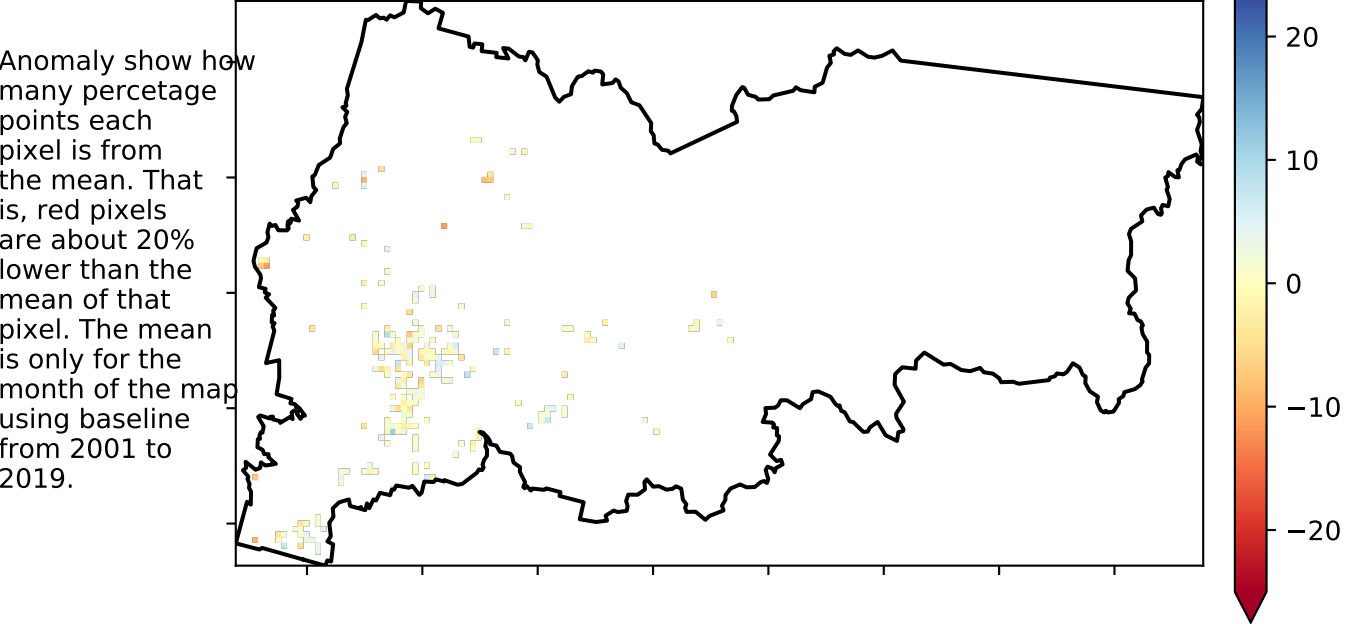 Anomaly show how
many percetage
points each
pixel is from
the mean. That
is, red pixels
are about 20%
lower than the
mean of that
pixel. The mean
is only for the
month of the map
using baseline
from 2001 to
2019.
20
10
0
−10
−20